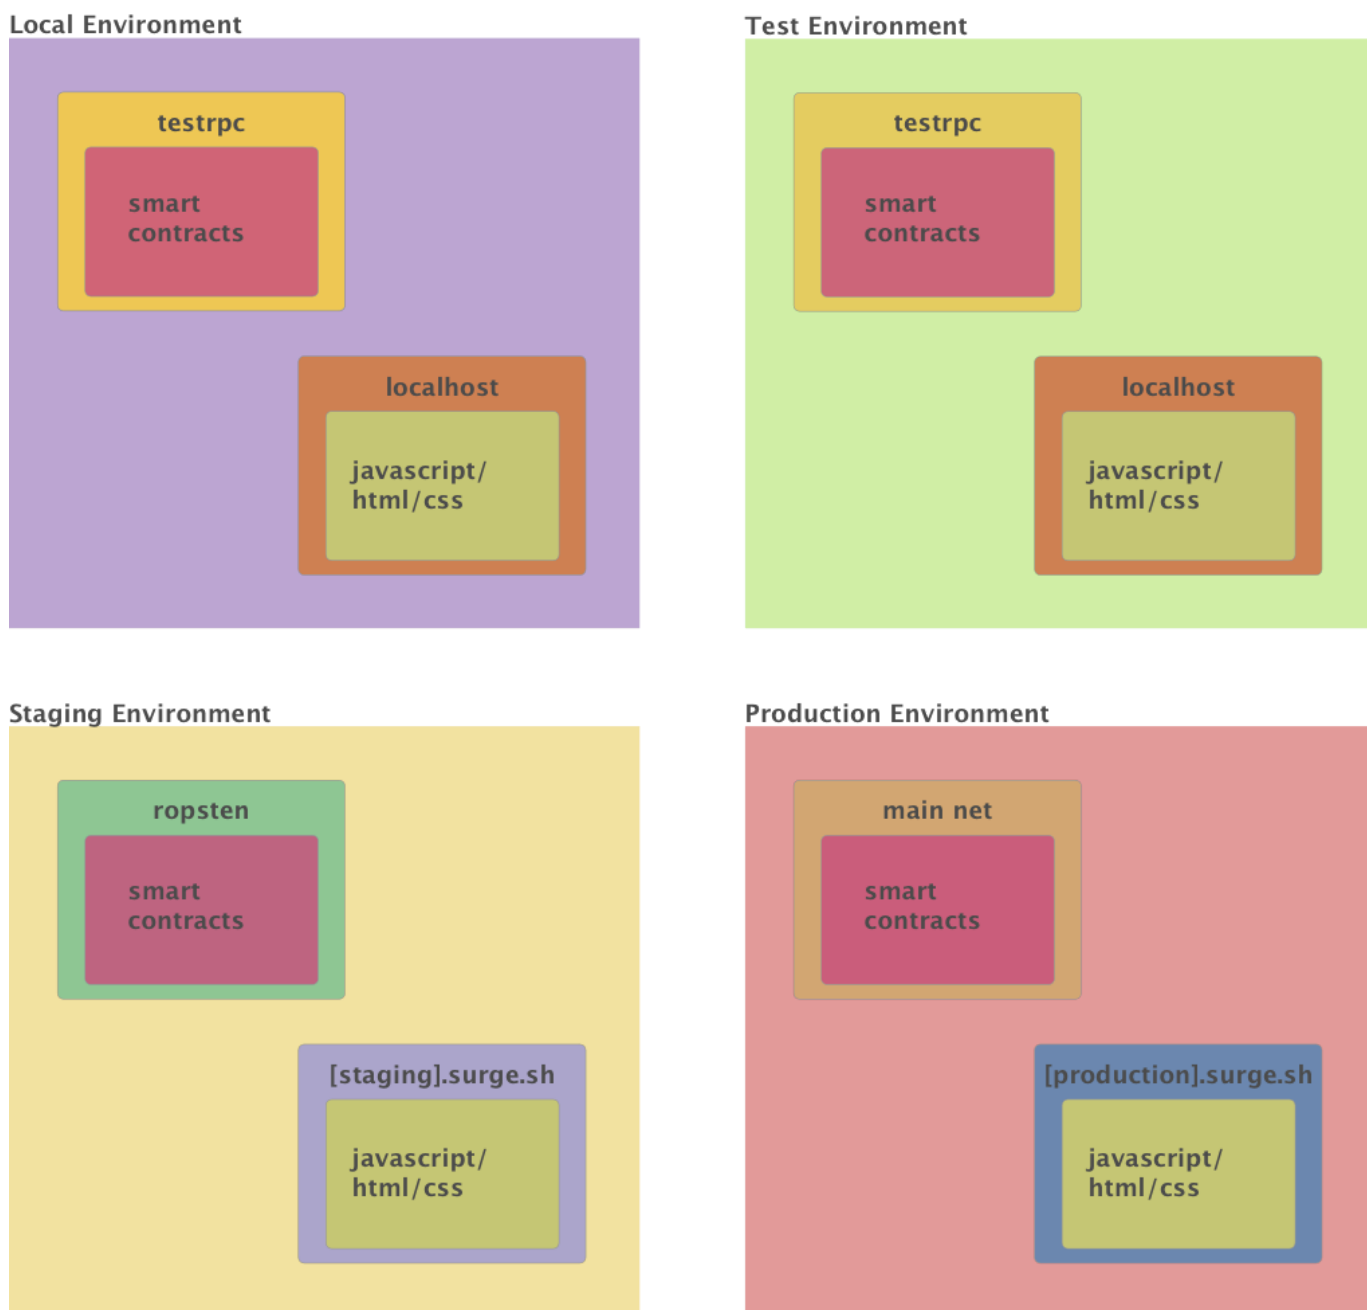 Local Environment
testrpc
smart
contracts
localhost
javascript/
html/css
Test Environment
testrpc
smart
contracts
localhost
javascript/
html/css
Staging Environment
ropsten
smart
contracts
[staging].surge.sh
javascript/
html/css
Production Environment
main net
smart
contracts
[production].surge.sh
javascript/
html/css